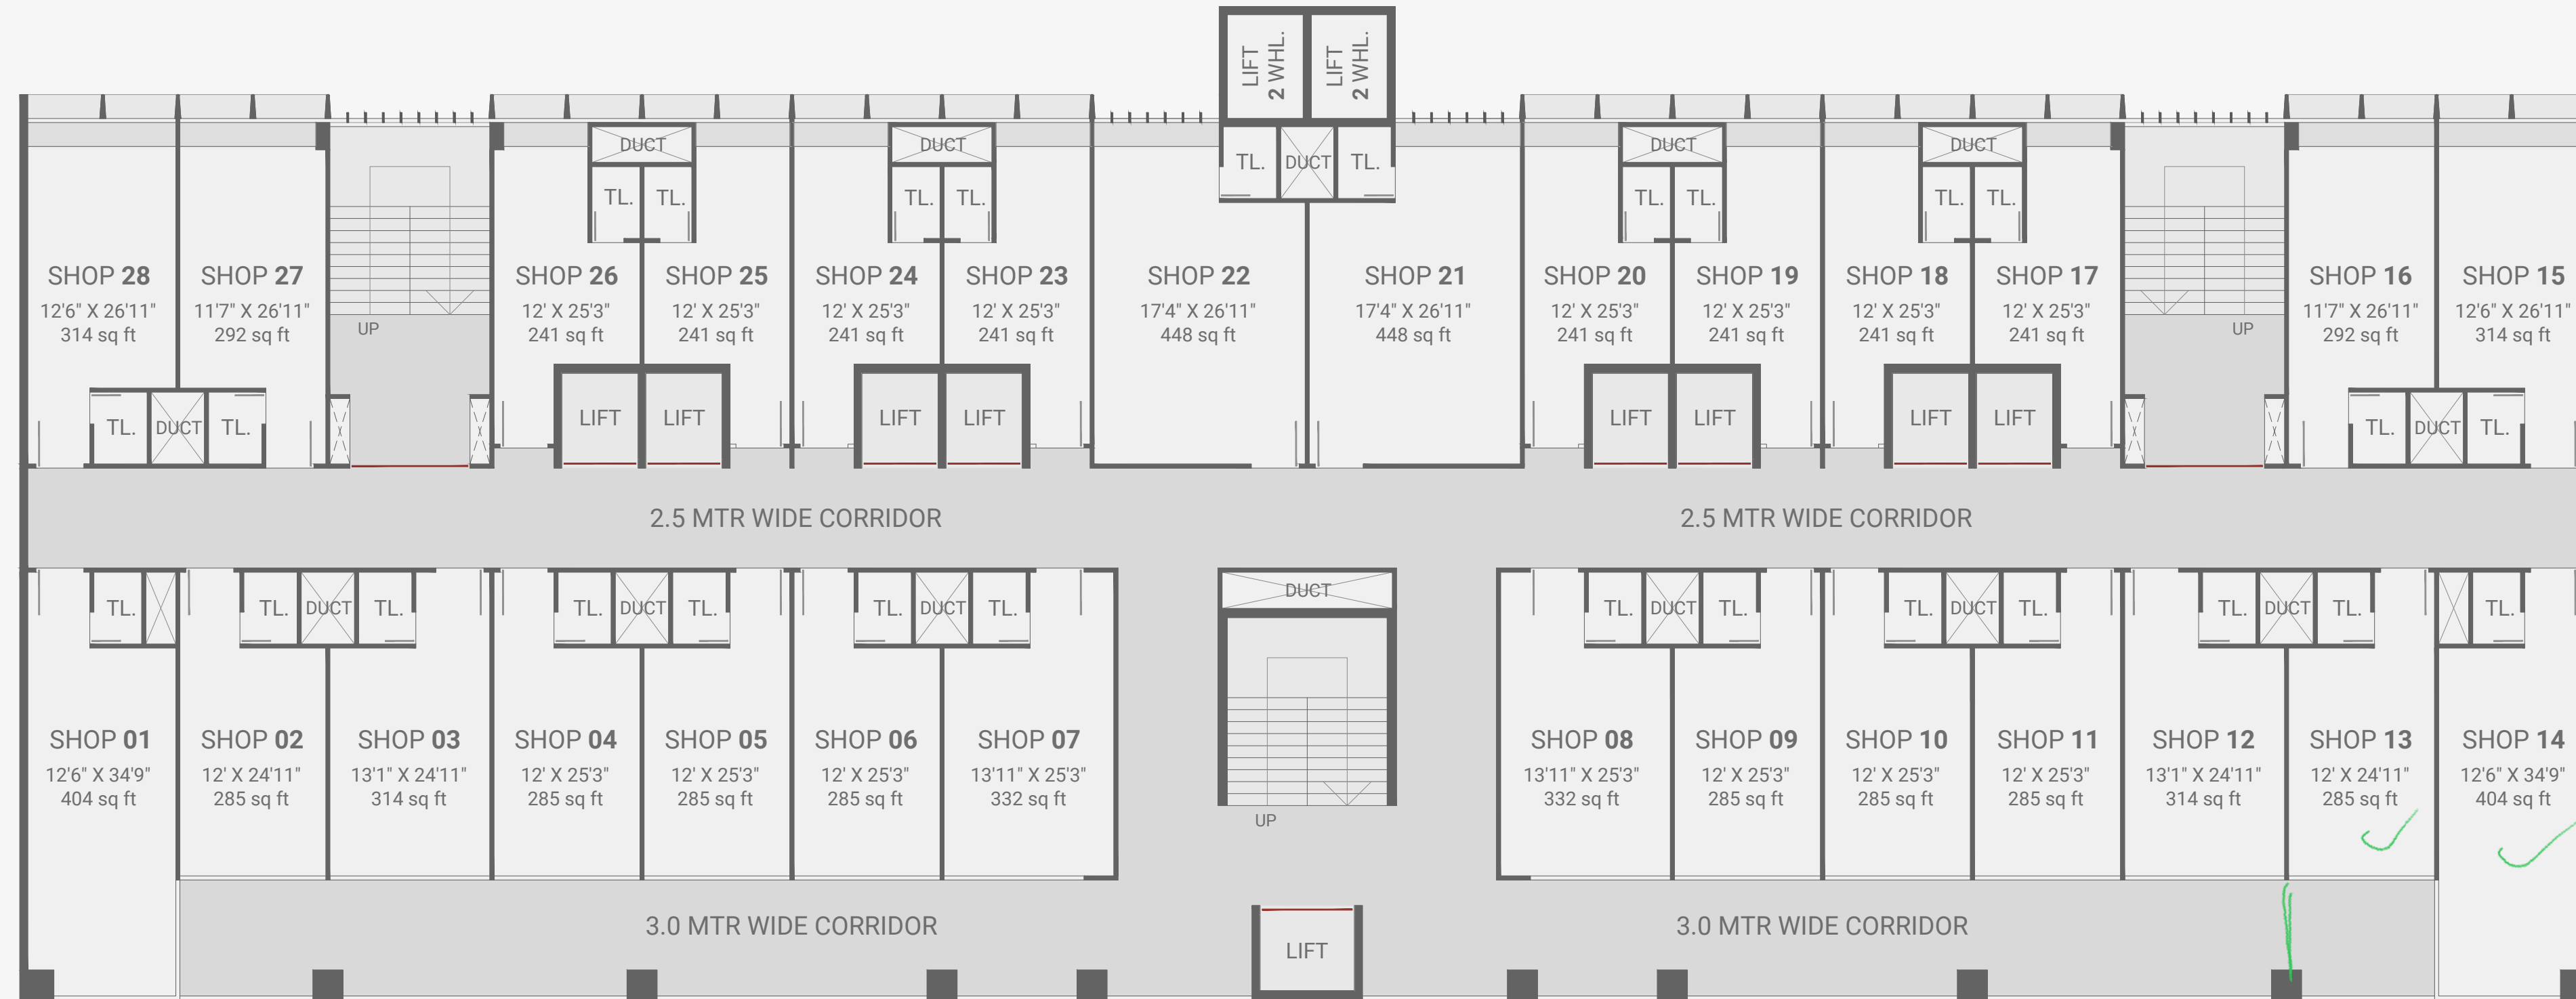 LIFT
2 WHL.
LIFT
2 WHL.
DUCT
DUCT
TL.
DUCT
TL.
DUCT
DUCT
TL.
TL.
TL.
TL.
TL.
TL.
TL.
TL.
SHOP 28
12'6" X 26'11"
314 sq ft
SHOP 27
11'7" X 26'11"
292 sq ft
UP
SHOP 26
12' X 25'3"
241 sq ft
SHOP 25
12' X 25'3"
241 sq ft
SHOP 24
12' X 25'3"
241 sq ft
SHOP 23
12' X 25'3"
241 sq ft
SHOP 22
17'4" X 26'11"
448 sq ft
SHOP 21
17'4" X 26'11"
448 sq ft
SHOP 20
12' X 25'3"
241 sq ft
SHOP 19
12' X 25'3"
241 sq ft
SHOP 18
12' X 25'3"
241 sq ft
SHOP 17
12' X 25'3"
241 sq ft
UP
SHOP 16
11'7" X 26'11"
292 sq ft
SHOP 15
12'6" X 26'11"
314 sq ft
TL.
DUCT
TL.
LIFT
LIFT
LIFT
LIFT
LIFT
LIFT
LIFT
LIFT
TL.
DUCT
TL.
2.5 MTR WIDE CORRIDOR
2.5 MTR WIDE CORRIDOR
TL.
TL.
DUCT
TL.
TL.
DUCT
TL.
TL.
DUCT
TL.
DUCT
TL.
DUCT
TL.
TL.
DUCT
TL.
TL.
DUCT
TL.
TL.
SHOP 01
12'6" X 34'9"
404 sq ft
SHOP 02
12' X 24'11"
285 sq ft
SHOP 03
13'1" X 24'11"
314 sq ft
SHOP 04
12' X 25'3"
285 sq ft
SHOP 05
12' X 25'3"
285 sq ft
SHOP 06
12' X 25'3"
285 sq ft
SHOP 07
13'11" X 25'3"
332 sq ft
UP
SHOP 08
13'11" X 25'3"
332 sq ft
SHOP 09
12' X 25'3"
285 sq ft
SHOP 10
12' X 25'3"
285 sq ft
SHOP 11
12' X 25'3"
285 sq ft
SHOP 12
13'1" X 24'11"
314 sq ft
SHOP 13
12' X 24'11"
285 sq ft
SHOP 14
12'6" X 34'9"
404 sq ft
3.0 MTR WIDE CORRIDOR
LIFT
3.0 MTR WIDE CORRIDOR